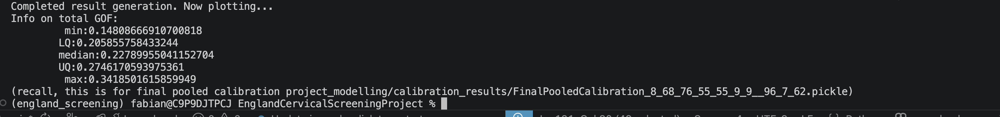 Completed result generation. Now plotting...
Info on total GOF:
min:0.14808666910700818
LQ:0.205855758433244
median:0.22789955041152704
UQ:0.2746170593975361
max:0.3418501615859949
(recall, this is for final pooled calibration project_modelling/calibration_results/FinalPooledCalibration_8_68_76_55_55_9_9__96_7_62.pickle)
(england_screening) fabian@C9P9DJTPCJ EnglandCervicalScreeningProject %